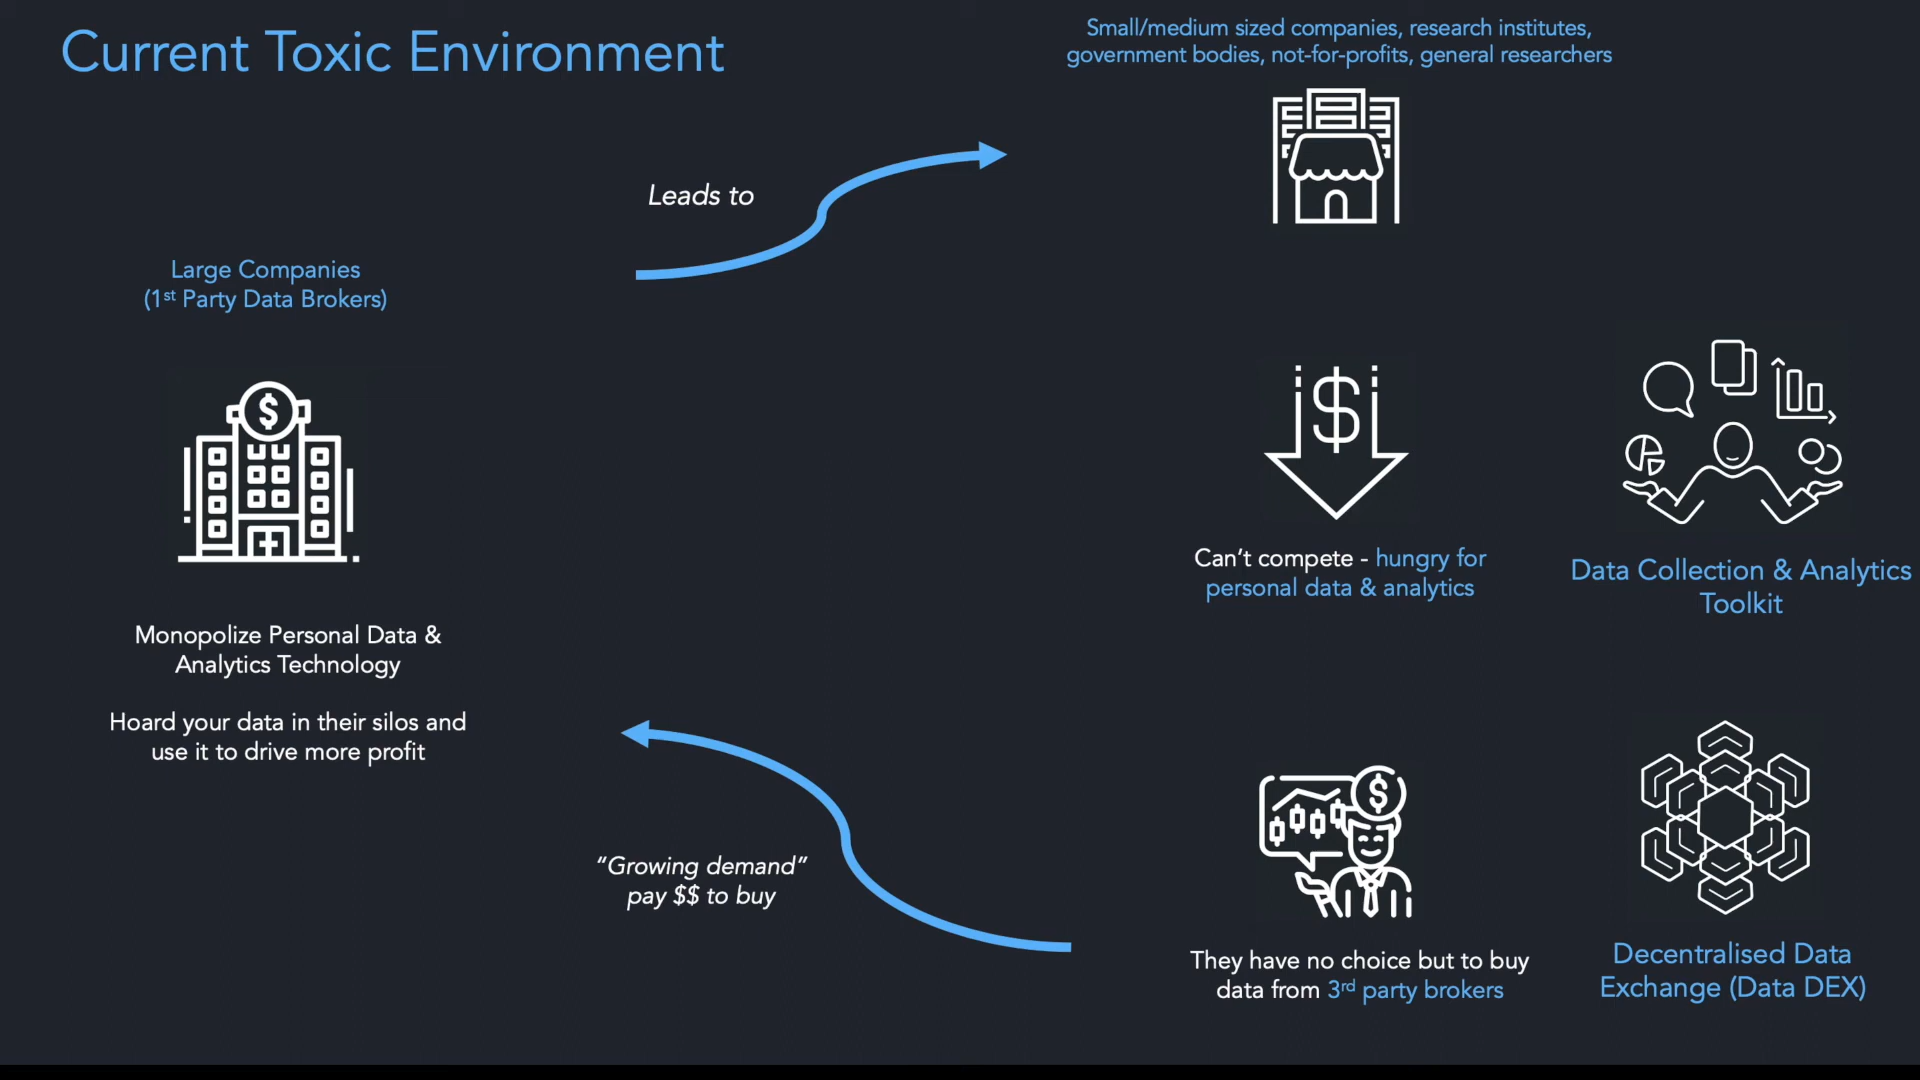 Current Toxic Environment
Small/medium sized companies, research institutes,
government bodies, not-for-profits, general researchers
Leads to
Large Companies
(1st Party Data Brokers)
$
$
Can't compete - hungry for
personal data & analytics
Data Collection & Analytics
Toolkit
Monopolize Personal Data &
Analytics Technology
Hoard your data in their silos and
use it to drive more profit
"Growing demand"
pay $$ to buy
$
They have no choice but to buy
data from 3rd party brokers
Decentralised Data
Exchange (Data DEX)